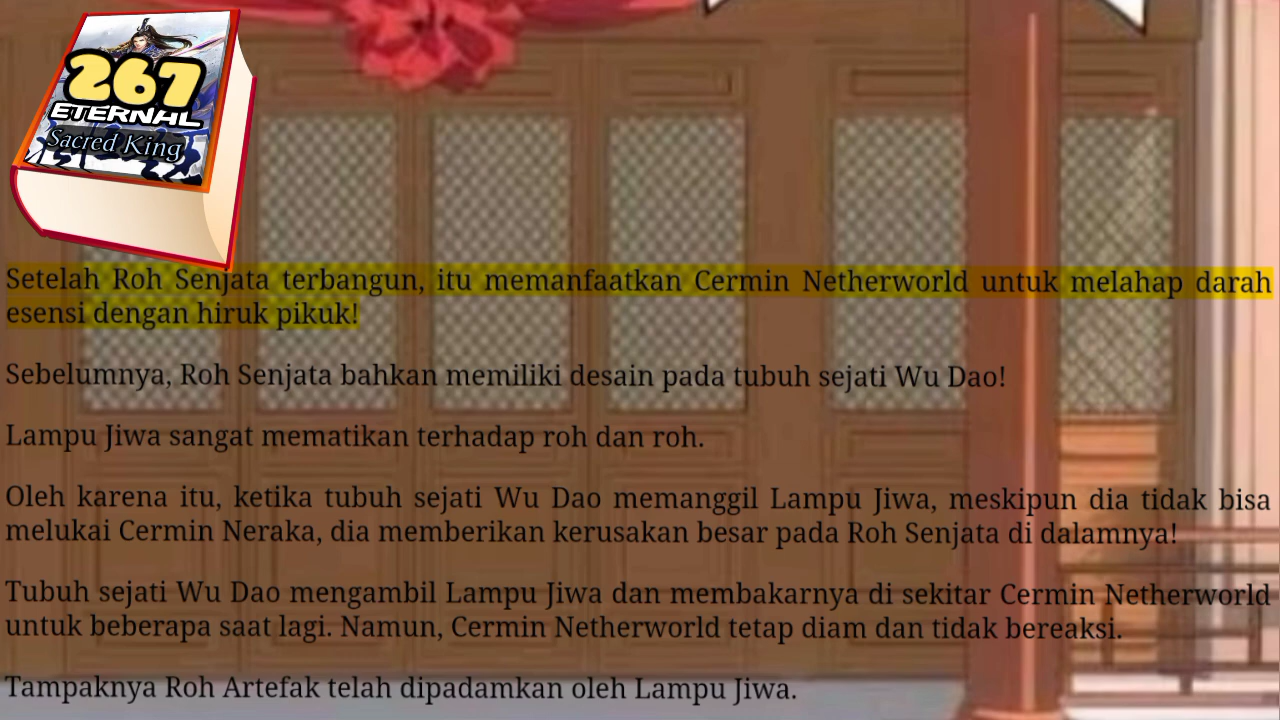 267
ETERNAL
Sacred King
Setelah Roh Senjata terbangun, itu memanfaatkan Cermin Netherworld untuk melahap darah
esensi dengan hiruk pikuk!
Sebelumnya, Roh Senjata bahkan memiliki desain pada tubuh sejati Wu Dao!
Lampu Jiwa sangat mematikan terhadap roh dan roh.
Oleh karena itu, ketika tubuh sejati Wu Dao memanggil Lampu Jiwa, meskipun dia tidak bisa
melukai Cermin Neraka, dia memberikan kerusakan besar pada Roh Senjata di dalamnya!
Tubuh sejati Wu Dao mengambil Lampu Jiwa dan membakarnya di sekitar Cermin Netherworld
untuk beberapa saat lagi. Namun, Cermin Netherworld tetap diam dan tidak bereaksi.
Tampaknya Roh Artefak telah dipadamkan oleh Lampu Jiwa.